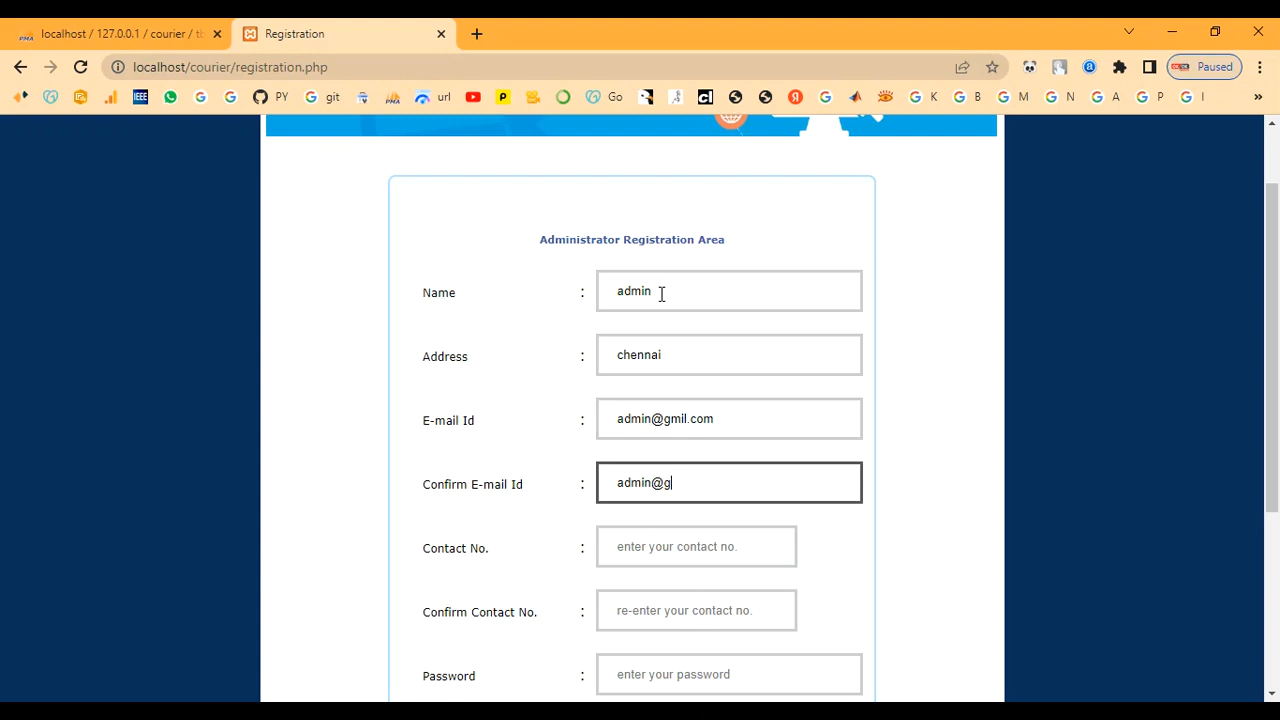 localhost / 127.0.0.1 / courier / tb
Registration
localhost/courier/registration.php
Paused
IEEE
PY
git
url
Go
K
B
M
N
A
P
I
»
Administrator Registration Area
Name : admin
Address : chennai
E-mail Id : admin@gmil.com
Confirm E-mail Id : admin@g
Contact No. : enter your contact no.
Confirm Contact No. : re-enter your contact no.
Password : enter your password